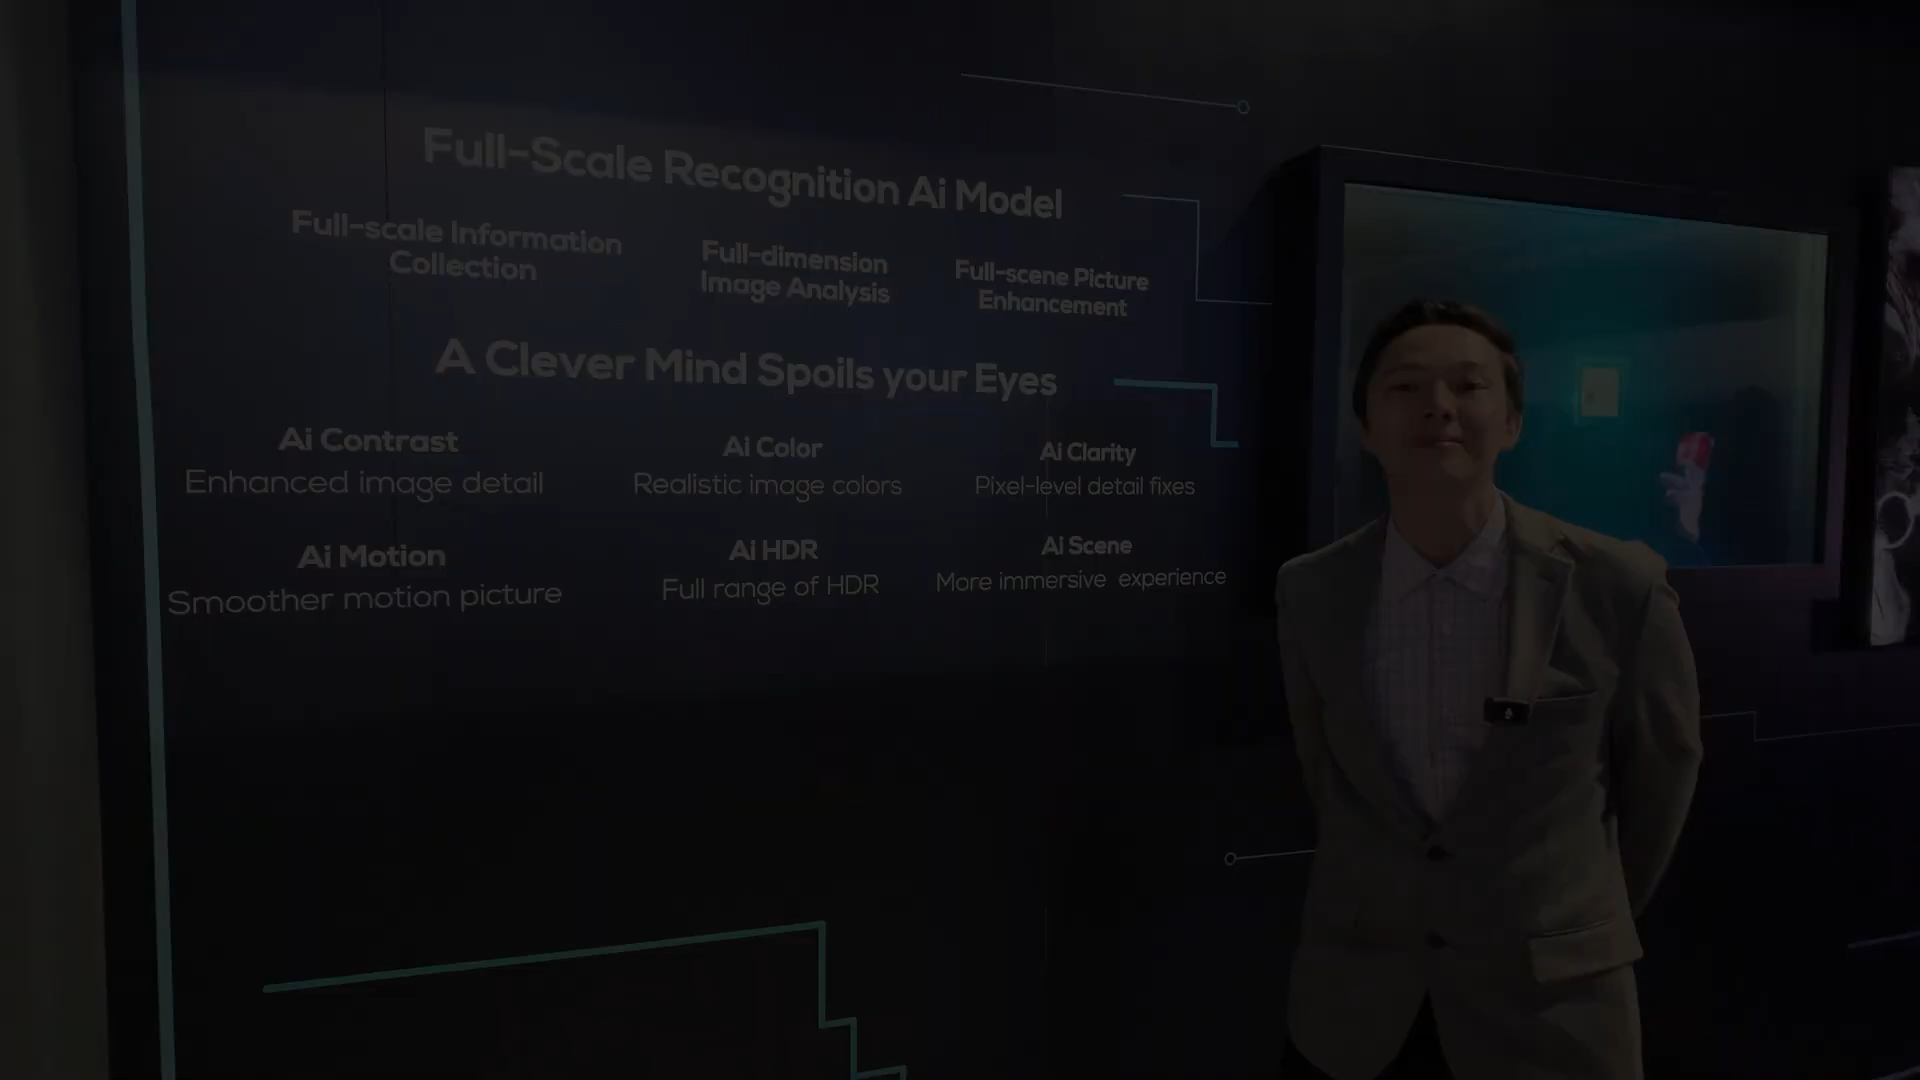 Full-Scale Recognition Ai Model
Full-scale Information
Collection
Full-dimension
Image Analysis
Full-scene Picture
Enhancement
A Clever Mind Spoils your Eyes
Ai Contrast
Enhanced image detail
Ai Color
Realistic image colors
Ai Clarity
Pixel-level detail fixes
Ai Motion
Smoother motion picture
Ai HDR
Full range of HDR
Ai Scene
More immersive experience